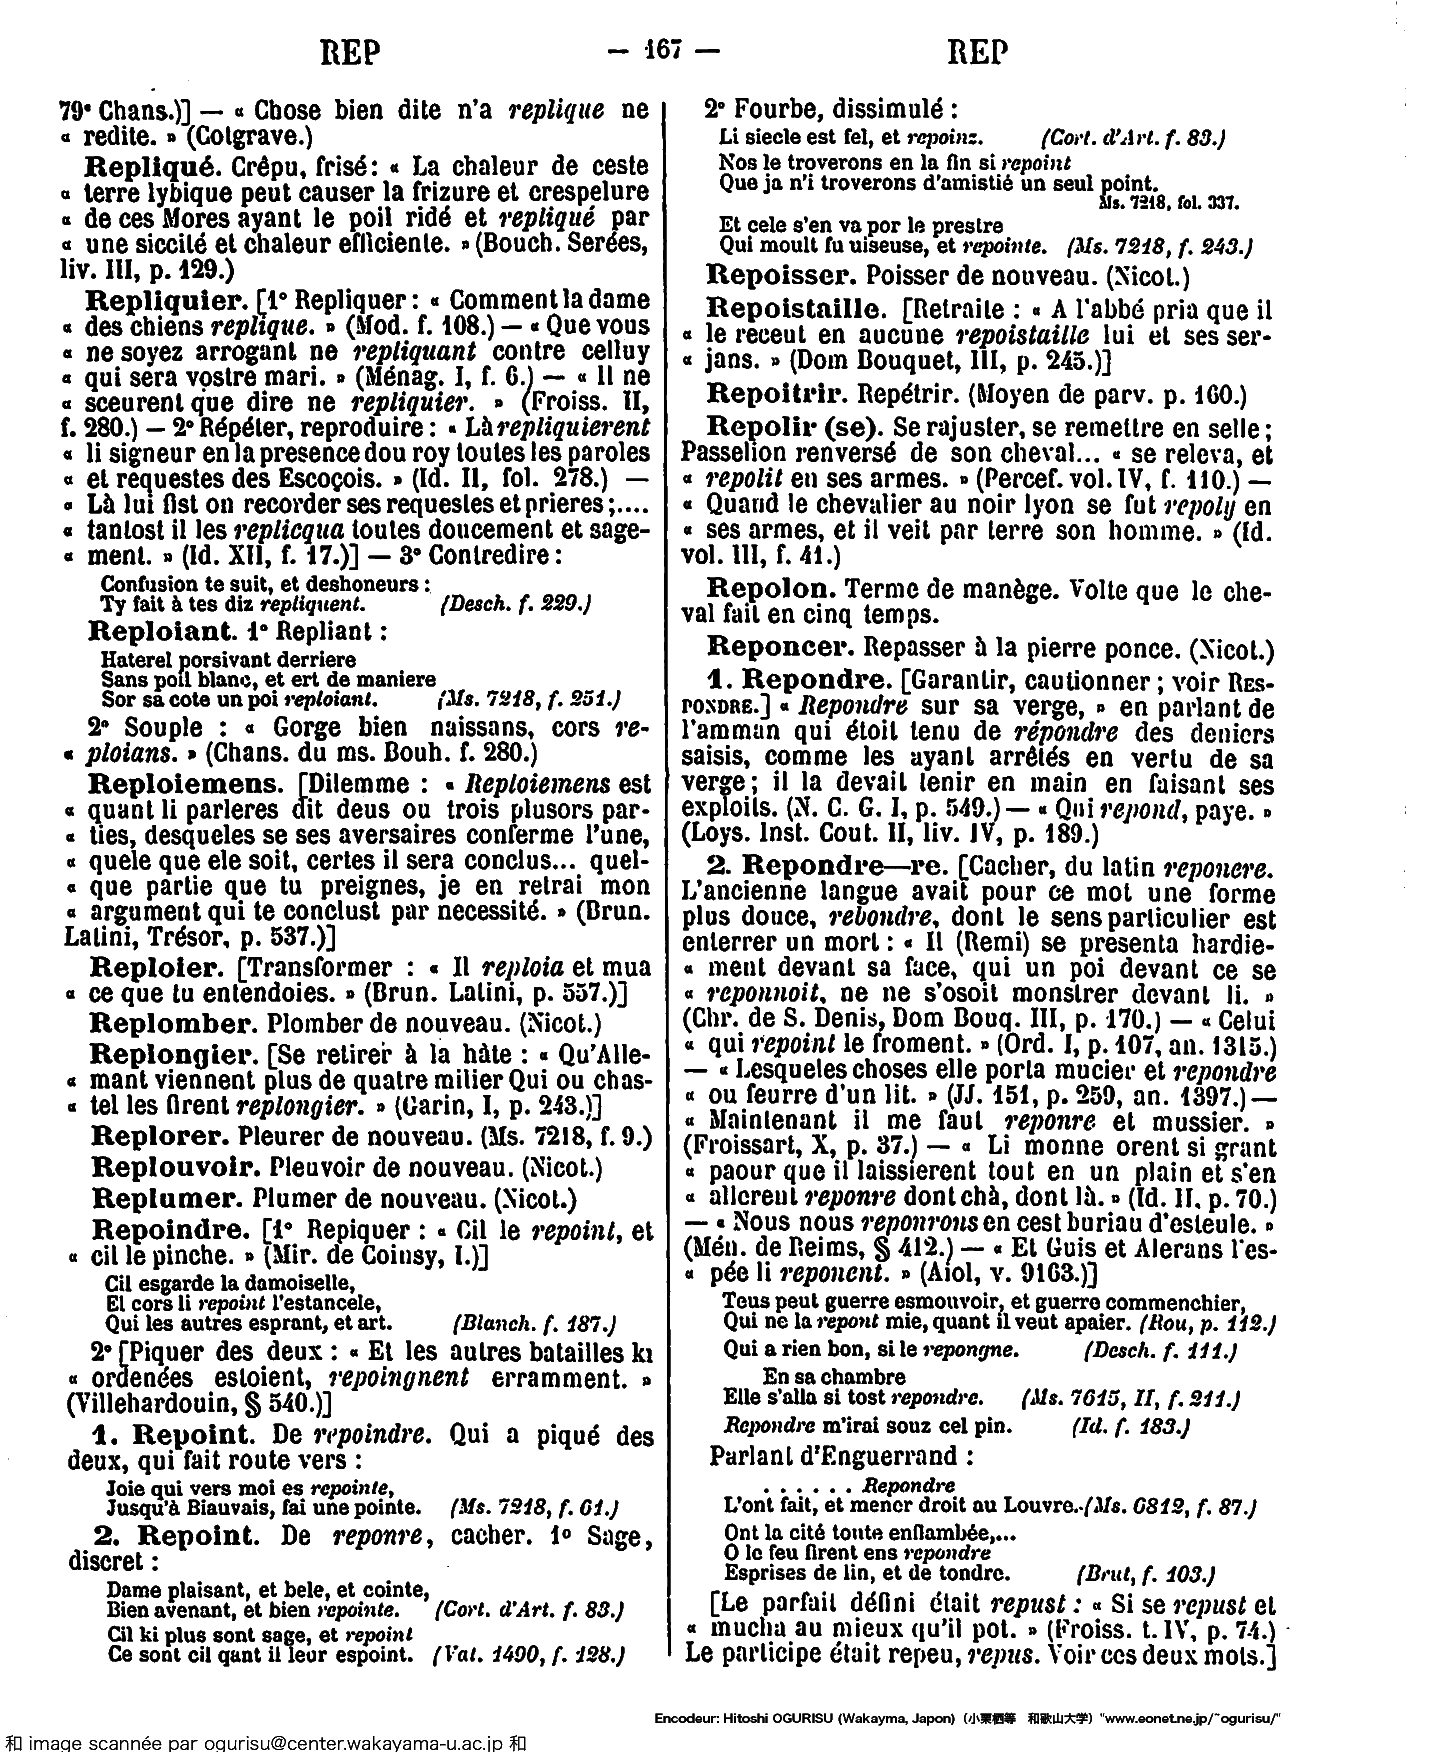 REP — 167 — REP
79e Chans.)] — « Chose bien dite n'a replique ne
« redite. » (Colgrave.)
Repliqué. Crêpu, frisé : « La chaleur de ceste
« terre lybique peut causer la frizure et crespelure
« de ces Mores ayant le poil ridé et repliqué par
« une siccité et chaleur efficiente. » (Bouch. Serées,
liv. III, p. 129.)
Repliquier. [1° Repliquer : « Comment la dame
« des chiens replique. » (Mod. f. 108.) — « Que vous
« ne soyez arrogant ne repliquant contre celluy
« qui sera vostre mari. » (Ménag. I, f. 6.) — « Il ne
« sceurent que dire ne repliquier. » (Froiss. II,
f. 280.) — 2° Répéter, reproduire : « Là repliquierent
« li signeur en la presence dou roy toutes les paroles
« et requestes des Escoçois. » (Id. II, fol. 278.) —
« Là lui fist on recorder ses requestes et prieres ;....
« tantost il les replicqua toutes doucement et sage-
« ment. » (Id. XII, f. 17.)] — 3° Contredire :
Confusion te suit, et deshoneurs :
Ty fait à tes diz repliquent. (Desch. f. 229.)
Reploiant. 1° Repliant :
Haterel porsivant derriere
Sans poil blanc, et ert de maniere
Sor sa cote un poi reploiant. (Ms. 7218, f. 251.)
2° Souple : « Gorge bien naissans, cors re-
« ploians. » (Chans. du ms. Bouh. f. 280.)
Reploiemens. [Dilemme : « Reploiemens est
« quant li parleres dit deus ou trois plusors par-
« ties, desqueles se ses aversaires conferme l'une,
« quele que ele soit, certes il sera conclus... quel-
« que partie que tu preignes, je en retrai mon
« argument qui te conclust par necessité. » (Brun.
Latini, Trésor, p. 537.)]
Reploier. [Transformer : « Il reploia et mua
« ce que tu entendoies. » (Brun. Latini, p. 557.)]
Replomber. Plomber de nouveau. (Nicot.)
Replongier. [Se retirer à la hâte : « Qu'Alle-
« mant viennent plus de quatre milier Qui ou chas-
« tel les firent replongier. » (Garin, I, p. 243.)]
Replorer. Pleurer de nouveau. (Ms. 7218, f. 9.)
Replouvoir. Pleuvoir de nouveau. (Nicot.)
Replumer. Plumer de nouveau. (Nicot.)
Repoindre. [1° Repiquer : « Cil le repoint, et
« cil le pinche. » (Mir. de Coinsy, I.)]
Cil esgarde la damoiselle,
El cors li repoint l'estancele,
Qui les autres esprant, et art. (Blanch. f. 187.)
2° [Piquer des deux : « Et les autres batailles ki
« ordenées estoient, repoingnent erramment. »
(Villehardouin, § 540.)]
1. Repoint. De repoindre. Qui a piqué des
deux, qui fait route vers :
Joie qui vers moi es repointe,
Jusqu'à Biauvais, fai une pointe. (Ms. 7218, f. 61.)
2. Repoint. De reponre, cacher. 1° Sage,
discret :
Dame plaisant, et bele, et cointe,
Bien avenant, et bien repointe. (Cort. d'Art. f. 83.)
Cil ki plus sont sage, et repoint
Ce sont cil qant il leur espoint. (Vat. 1490, f. 128.)
2° Fourbe, dissimulé :
Li siecle est fel, et repoinz. (Cort. d'Art. f. 83.)
Nos le troverons en la fin si repoint
Que ja n'i troverons d'amistié un seul point.
Ms. 7218, fol. 337.
Et cele s'en va por le prestre
Qui moult fu uiseuse, et repointe. (Ms. 7218, f. 243.)
Repoisser. Poisser de nouveau. (Nicot.)
Repoistaille. [Retraite : « A l'abbé pria que il
« le receut en aucune repoistaille lui et ses ser-
« jans. » (Dom Bouquet, III, p. 245.)]
Repoitrir. Repétrir. (Moyen de parv. p. 160.)
Repolir (se). Se rajuster, se remettre en selle ;
Passelion renversé de son cheval... « se releva, et
« repolit en ses armes. » (Percef. vol. IV, f. 110.) —
« Quand le chevalier au noir lyon se fut repoly en
« ses armes, et il veit par terre son homme. » (Id.
vol. III, f. 41.)
Repolon. Terme de manège. Volte que le che-
val fait en cinq temps.
Reponcer. Repasser à la pierre ponce. (Nicot.)
1. Repondre. [Garantir, cautionner ; voir RES-
PONDRE.] « Repondre sur sa verge, » en parlant de
l'amman qui étoit tenu de répondre des deniers
saisis, comme les ayant arrêtés en vertu de sa
verge ; il la devait tenir en main en faisant ses
exploits. (N. C. G. I, p. 549.) — « Qui repond, paye. »
(Loys. Inst. Cout. II, liv. IV, p. 189.)
2. Repondre—re. [Cacher, du latin reponere.
L'ancienne langue avait pour ce mot une forme
plus douce, rebondre, dont le sens particulier est
enterrer un mort : « Il (Remi) se presenta hardie-
« ment devant sa face, qui un poi devant ce se
« reponnoit, ne ne s'osoit monstrer devant li. »
(Chr. de S. Denis, Dom Bouq. III, p. 170.) — « Celui
« qui repoint le froment. » (Ord. I, p. 107, an. 1315.)
— « Lesqueles choses elle porta mucier et repondre
« ou feurre d'un lit. » (JJ. 151, p. 259, an. 1397.) —
« Maintenant il me faut reponre et mussier. »
(Froissart, X, p. 37.) — « Li monne orent si grant
« paour que il laissierent tout en un plain et s'en
« allerent reponre dont chà, dont là. » (Id. II, p. 70.)
— « Nous nous reponrons en cest buriau d'esteule. »
(Mén. de Reims, § 412.) — « Et Guis et Alerans l'es-
« pée li reponent. » (Aiol, v. 9163.)]
Tous peut guerre esmouvoir, et guerre commenchier,
Qui ne la repont mie, quant il veut apaier. (Rou, p. 112.)
Qui a rien bon, si le repongne. (Desch. f. 111.)
En sa chambre
Elle s'alla si tost repondre. (Ms. 7615, II, f. 211.)
Repondre m'irai souz cel pin. (Id. f. 183.)
Parlant d'Enguerrand :
. . . . . . Repondre
L'ont fait, et mener droit au Louvre. (Ms. 6812, f. 87.)
Ont la cité toute enflambée,...
O le feu firent ens repondre
Esprises de lin, et de tondre. (Brut, f. 103.)
[Le parfait défini était repust : « Si se repust et
« mucha au mieux qu'il pot. » (Froiss. t. IV, p. 74.)
Le participe était repeu, repus. Voir ces deux mots.]
Encodeur: Hitoshi OGURISU (Wakayma, Japon) (小栗栖等 和歌山大学) "www.eonet.ne.jp/~ogurisu/"
和 image scannée par ogurisu@center.wakayama-u.ac.jp 和